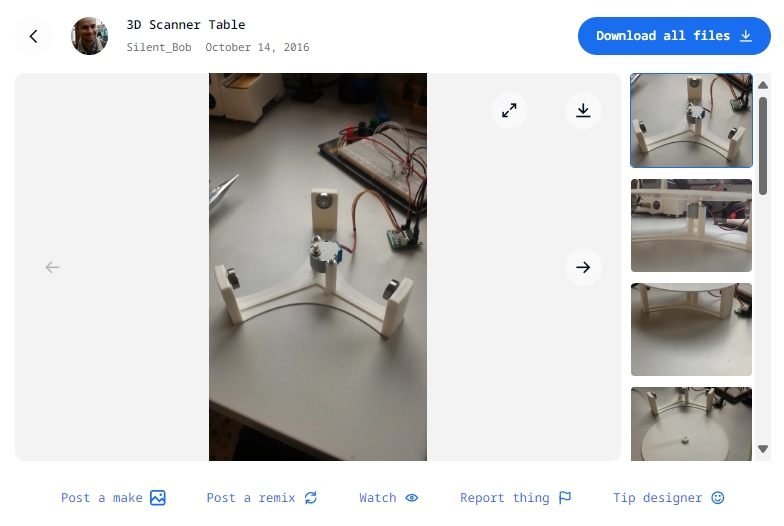 3D Scanner Table
Silent_Bob October 14, 2016
Download all files
Post a make
Post a remix
Watch
Report thing
Tip designer